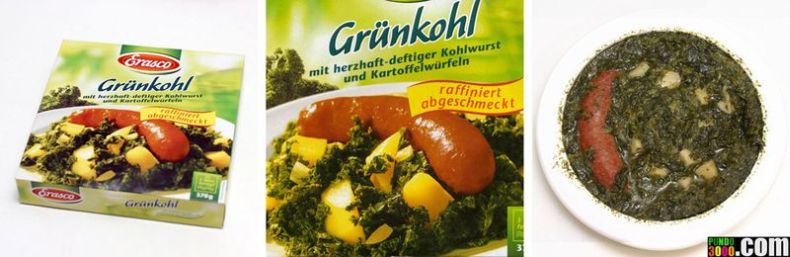 Erasco
Grünkohl
mit herzhaft-deftiger Kohlwurst
und Kartoffelwürfeln
raffiniert
abgeschmeckt
Erasco
Grünkohl
370g
Grünkohl
mit herzhaft-deftiger Kohlwurst
und Kartoffelwürfeln
raffiniert
abgeschmeckt
PUNDO
3000.com